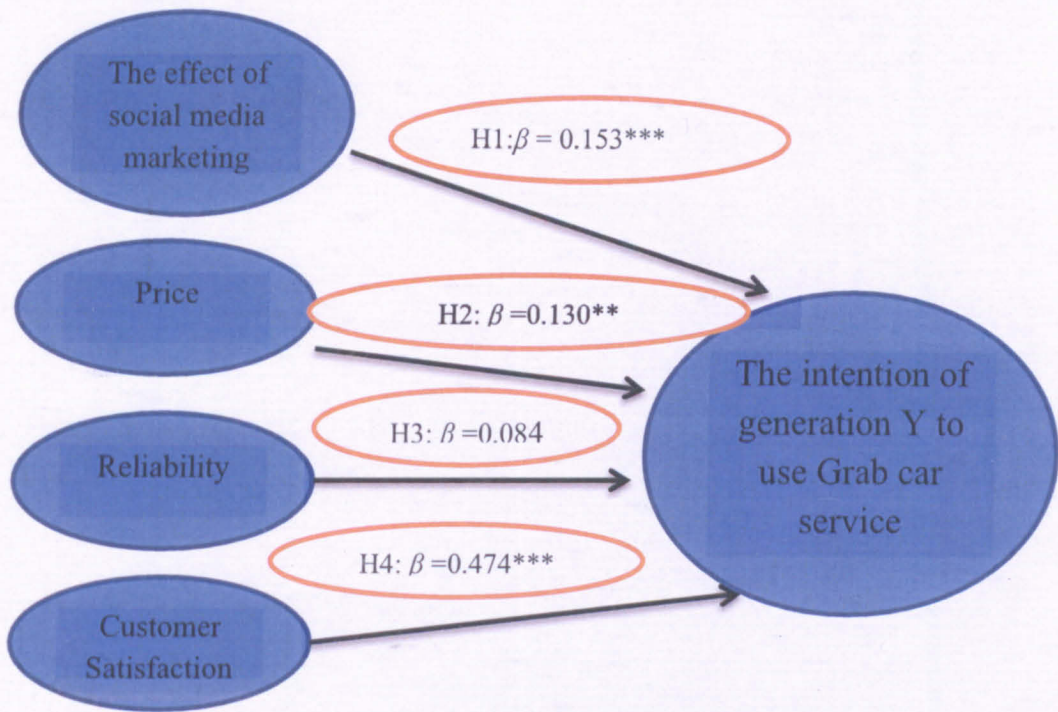 The effect of
social media
marketing
H1:β = 0.153***
Price
H2: β =0.130**
The intention of
generation Y to
use Grab car
service
H3: β=0.084
Reliability
H4: β =0.474***
Customer
Satisfaction